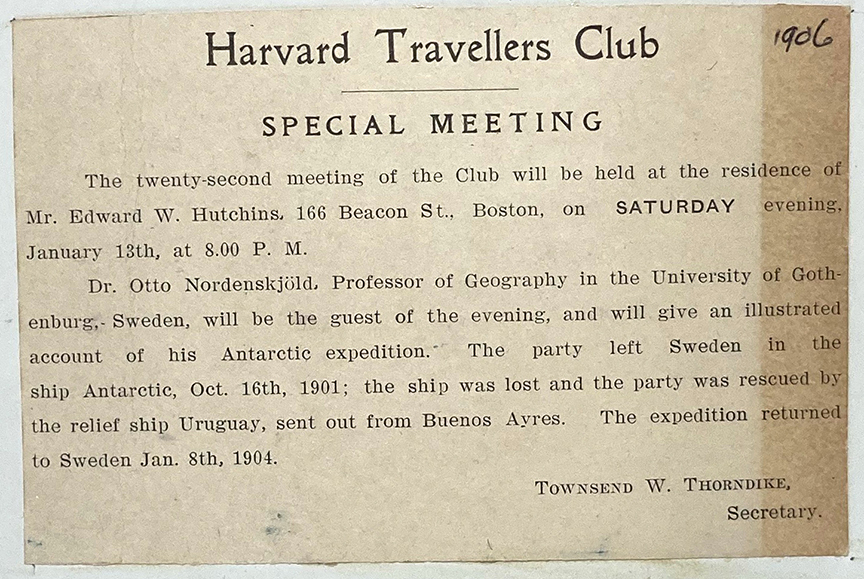 1906
Harvard Travellers Club
SPECIAL MEETING
The twenty-second meeting of the Club will be held at the residence of
Mr. Edward W. Hutchins, 166 Beacon St., Boston, on SATURDAY evening,
January 13th, at 8.00 P. M.
Dr. Otto Nordenskjöld, Professor of Geography in the University of Goth-
enburg, Sweden, will be the guest of the evening, and will give an illustrated
account of his Antarctic expedition. The party left Sweden in the
ship Antarctic, Oct. 16th, 1901; the ship was lost and the party was rescued by
the relief ship Uruguay, sent out from Buenos Ayres. The expedition returned
to Sweden Jan. 8th, 1904.
TOWNSEND W. THORNDIKE,
Secretary.